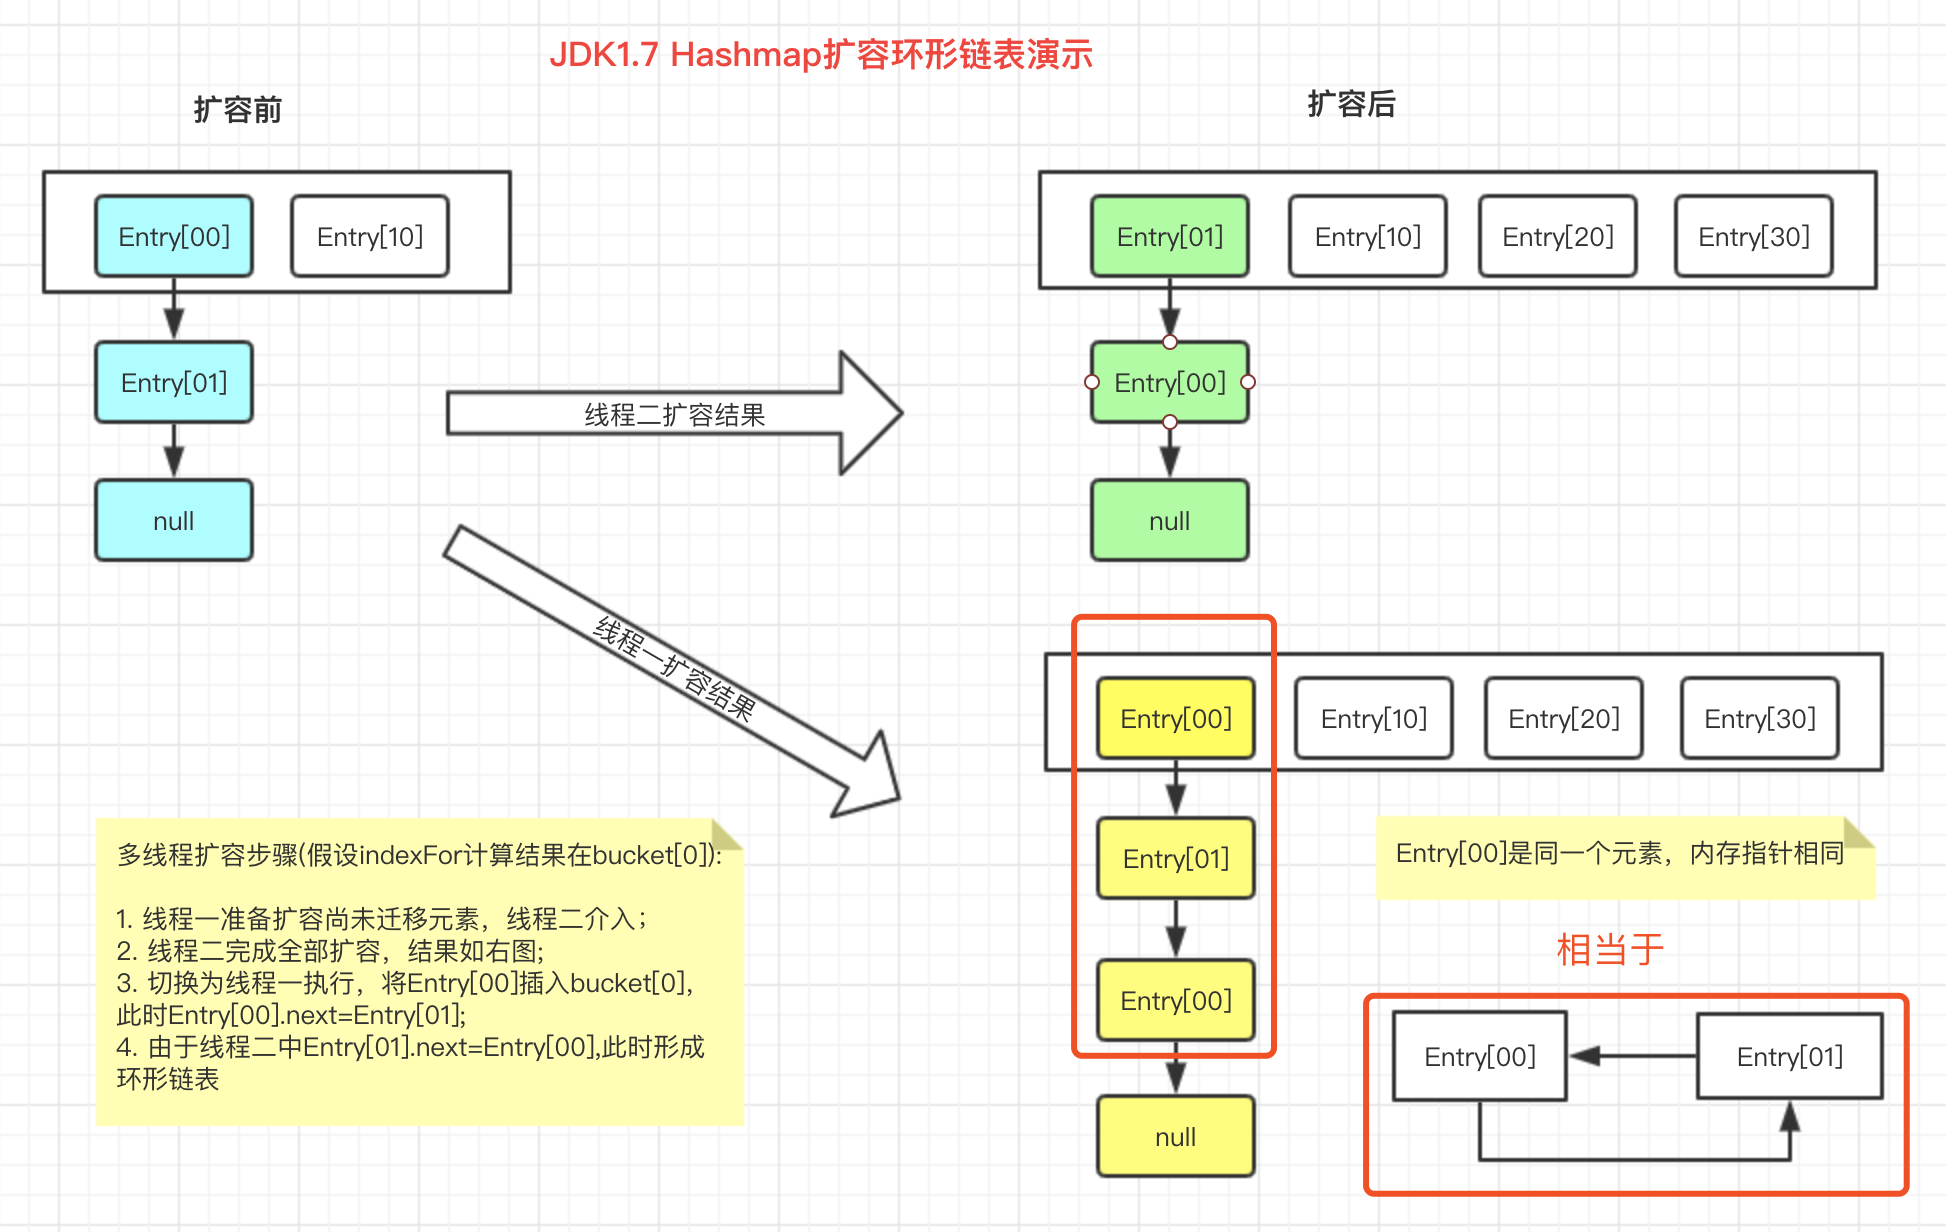 JDK1.7 Hashmap扩容环形链表演示
扩容前
扩容后
Entry[00]
Entry[10]
Entry[01]
null
线程二扩容结果
线程一扩容结果
Entry[01]
Entry[10]
Entry[20]
Entry[30]
Entry[00]
null
Entry[00]
Entry[10]
Entry[20]
Entry[30]
Entry[01]
Entry[00]
null
多线程扩容步骤(假设indexFor计算结果在bucket[0]):
1. 线程一准备扩容尚未迁移元素，线程二介入；
2. 线程二完成全部扩容，结果如右图;
3. 切换为线程一执行，将Entry[00]插入bucket[0],
此时Entry[00].next=Entry[01];
4. 由于线程二中Entry[01].next=Entry[00],此时形成
环形链表
Entry[00]是同一个元素，内存指针相同
相当于
Entry[00]
Entry[01]